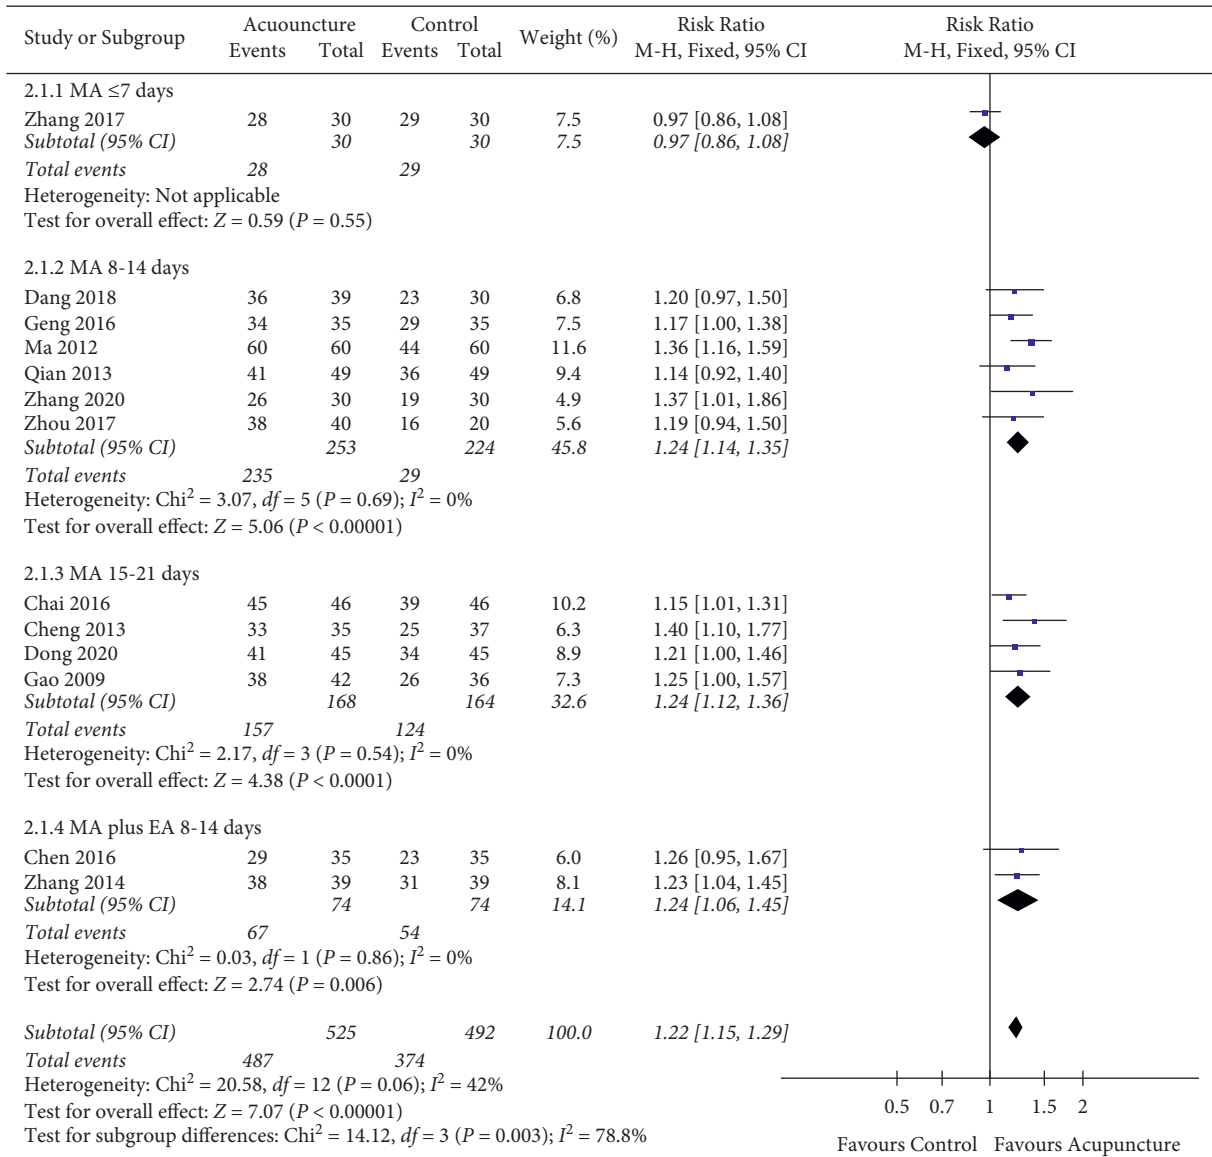 Study or Subgroup Acuouncture Control Weight (%) Risk Ratio Risk Ratio
Events Total Events Total M-H, Fixed, 95% CI M-H, Fixed, 95% CI
2.1.1 MA ≤7 days
Zhang 2017 28 30 29 30 7.5 0.97 [0.86, 1.08]
Subtotal (95% CI) 30 30 7.5 0.97 [0.86, 1.08]
Total events 28 29
Heterogeneity: Not applicable
Test for overall effect: Z = 0.59 (P = 0.55)
2.1.2 MA 8-14 days
Dang 2018 36 39 23 30 6.8 1.20 [0.97, 1.50]
Geng 2016 34 35 29 35 7.5 1.17 [1.00, 1.38]
Ma 2012 60 60 44 60 11.6 1.36 [1.16, 1.59]
Qian 2013 41 49 36 49 9.4 1.14 [0.92, 1.40]
Zhang 2020 26 30 19 30 4.9 1.37 [1.01, 1.86]
Zhou 2017 38 40 16 20 5.6 1.19 [0.94, 1.50]
Subtotal (95% CI) 253 224 45.8 1.24 [1.14, 1.35]
Total events 235 29
Heterogeneity: Chi² = 3.07, df = 5 (P = 0.69); I² = 0%
Test for overall effect: Z = 5.06 (P < 0.00001)
2.1.3 MA 15-21 days
Chai 2016 45 46 39 46 10.2 1.15 [1.01, 1.31]
Cheng 2013 33 35 25 37 6.3 1.40 [1.10, 1.77]
Dong 2020 41 45 34 45 8.9 1.21 [1.00, 1.46]
Gao 2009 38 42 26 36 7.3 1.25 [1.00, 1.57]
Subtotal (95% CI) 168 164 32.6 1.24 [1.12, 1.36]
Total events 157 124
Heterogeneity: Chi² = 2.17, df = 3 (P = 0.54); I² = 0%
Test for overall effect: Z = 4.38 (P < 0.0001)
2.1.4 MA plus EA 8-14 days
Chen 2016 29 35 23 35 6.0 1.26 [0.95, 1.67]
Zhang 2014 38 39 31 39 8.1 1.23 [1.04, 1.45]
Subtotal (95% CI) 74 74 14.1 1.24 [1.06, 1.45]
Total events 67 54
Heterogeneity: Chi² = 0.03, df = 1 (P = 0.86); I² = 0%
Test for overall effect: Z = 2.74 (P = 0.006)
Subtotal (95% CI) 525 492 100.0 1.22 [1.15, 1.29]
Total events 487 374
Heterogeneity: Chi² = 20.58, df = 12 (P = 0.06); I² = 42%
Test for overall effect: Z = 7.07 (P < 0.00001)
Test for subgroup differences: Chi² = 14.12, df = 3 (P = 0.003); I² = 78.8%
0.5 0.7 1 1.5 2
Favours Control Favours Acupuncture